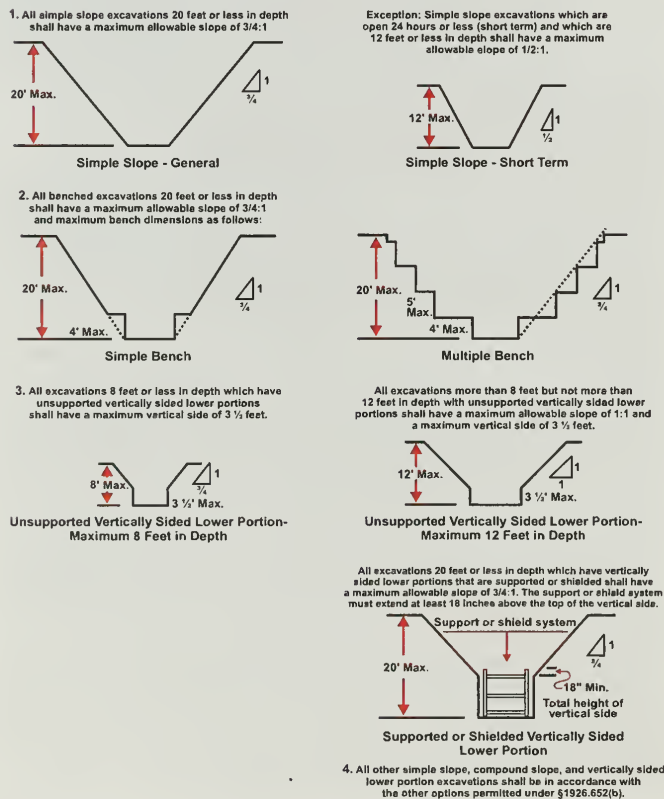 1. All simple slope excavations 20 feet or less in depth
shall have a maximum allowable slope of 3/4:1
20' Max.
1
¾
Simple Slope - General
Exception: Simple slope excavations which are
open 24 hours or less (short term) and which are
12 feet or less in depth shall have a maximum
allowable slope of 1/2:1.
12' Max.
1
½
Simple Slope - Short Term
2. All benched excavations 20 feet or less in depth
shall have a maximum allowable slope of 3/4:1
and maximum bench dimensions as follows:
20' Max.
4' Max.
1
¾
Simple Bench
20' Max.
5'
Max.
4' Max.
1
¾
Multiple Bench
3. All excavations 8 feet or less in depth which have
unsupported vertically sided lower portions
shall have a maximum vertical side of 3 ½ feet.
8' Max.
1
¾
3 ½' Max.
Unsupported Vertically Sided Lower Portion-
Maximum 8 Feet in Depth
All excavations more than 8 feet but not more than
12 feet in depth with unsupported vertically sided lower
portions shall have a maximum allowable slope of 1:1 and
a maximum vertical side of 3 ½ feet.
12' Max.
1
1
3 ½' Max.
Unsupported Vertically Sided Lower Portion-
Maximum 12 Feet in Depth
All excavations 20 feet or less in depth which have vertically
sided lower portions that are supported or shielded shall have
a maximum allowable slope of 3/4:1. The support or shield system
must extend at least 18 inches above the top of the vertical side.
Support or shield system
20' Max.
1
¾
18" Min.
Total height of
vertical side
Supported or Shielded Vertically Sided
Lower Portion
4. All other simple slope, compound slope, and vertically sided
lower portion excavations shall be in accordance with
the other options permitted under §1926.652(b).